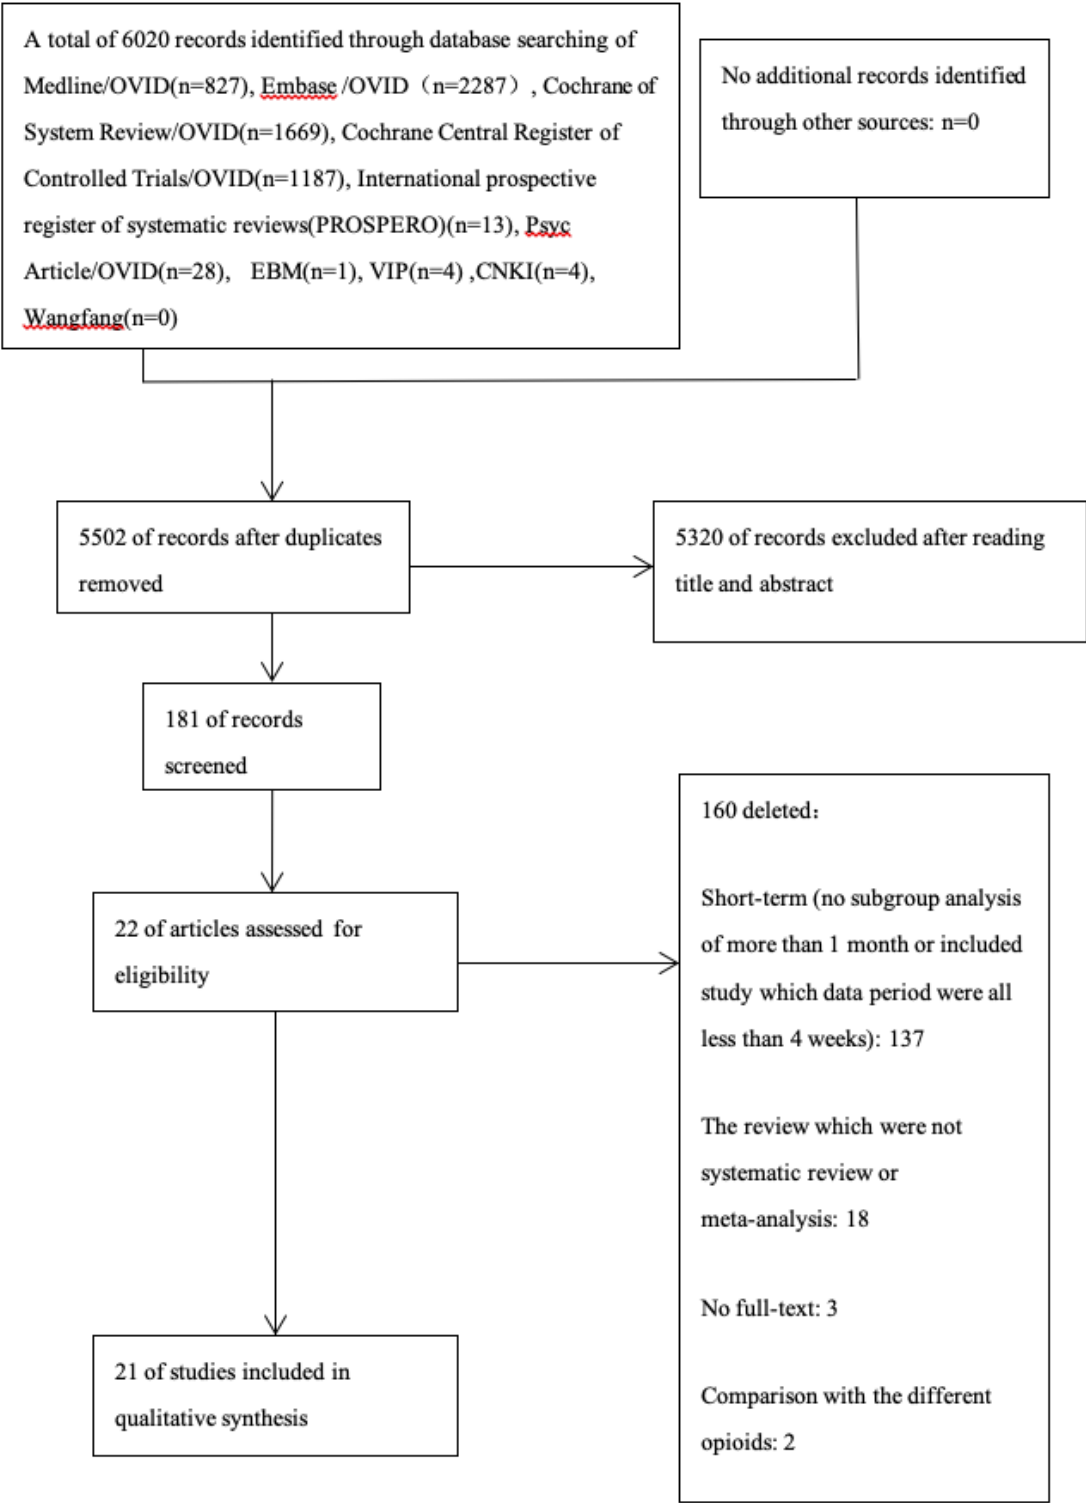 A total of 6020 records identified through database searching of
Medline/OVID(n=827), Embase /OVID（n=2287）, Cochrane of
System Review/OVID(n=1669), Cochrane Central Register of
Controlled Trials/OVID(n=1187), International prospective
register of systematic reviews(PROSPERO)(n=13), Psyc
Article/OVID(n=28), EBM(n=1), VIP(n=4) ,CNKI(n=4),
Wangfang(n=0)
No additional records identified
through other sources: n=0
5502 of records after duplicates
removed
5320 of records excluded after reading
title and abstract
181 of records
screened
22 of articles assessed for
eligibility
160 deleted：
Short-term (no subgroup analysis
of more than 1 month or included
study which data period were all
less than 4 weeks): 137
The review which were not
systematic review or
meta-analysis: 18
No full-text: 3
Comparison with the different
opioids: 2
21 of studies included in
qualitative synthesis